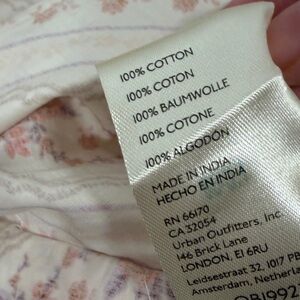 100% COTTON
100% COTON
100% BAUMWOLLE
100% COTONE
100% ALGODÓN
MADE IN INDIA
HECHO EN INDIA
RN 66170
CA 32054
Urban Outfitters, Inc.
146 Brick Lane
LONDON, E1 6RU
Leidsestraat 32, 1017 PB
Amsterdam, Netherl